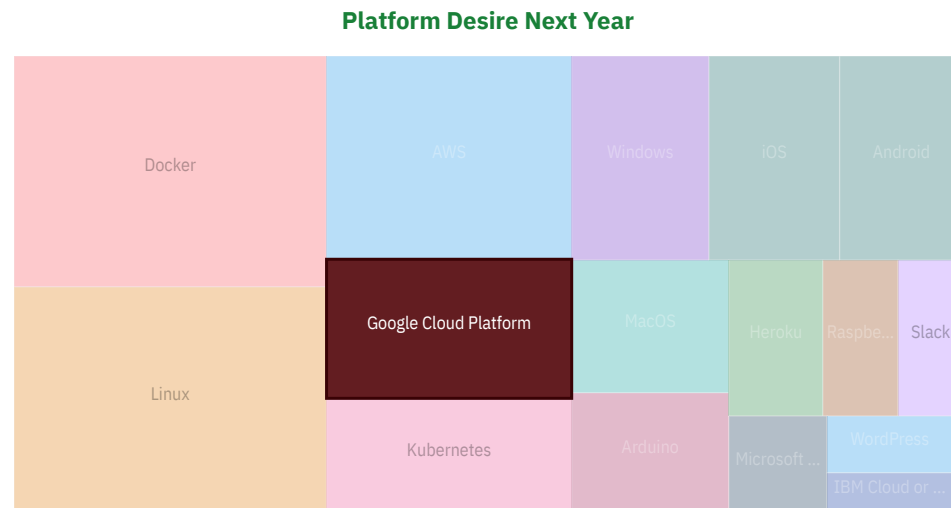 Platform Desire Next Year
Docker
AWS
Windows
iOS
Android
Google Cloud Platform
MacOS
Heroku
Raspbe...
Slack
Linux
Kubernetes
Arduino
Microsoft ...
WordPress
IBM Cloud or ...